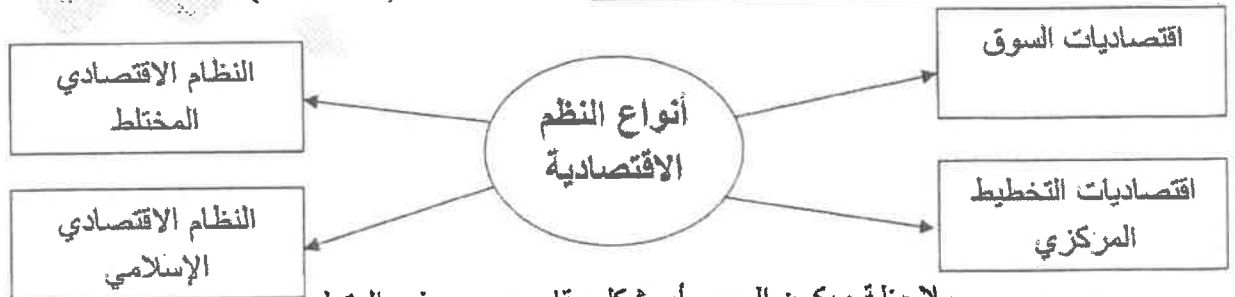 أنواع النظم
الاقتصادية
اقتصاديات السوق
اقتصاديات التخطيط
المركزي
النظام الاقتصادي
المختلط
النظام الاقتصادي
الإسلامي